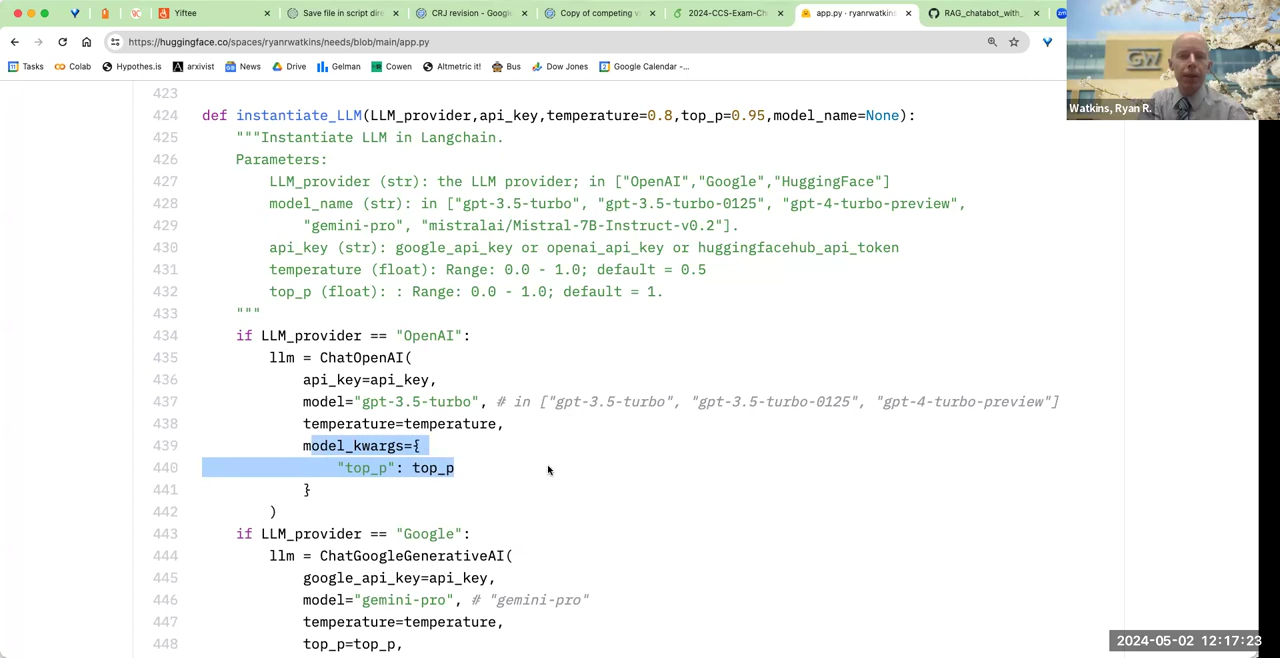 Yiftee
Save file in script dire
CRJ revision - Googl
Copy of competing v
2024-CCS-Exam-Ch
app.py · ryanrwatkins
RAG_chatabot_with_
https://huggingface.co/spaces/ryanrwatkins/needs/blob/main/app.py
Tasks
Colab
Hypothes.is
arxivist
News
Drive
Gelman
Cowen
Altmetric it!
Bus
Dow Jones
Google Calendar -...
GW
Watkins, Ryan R.
423
424 def instantiate_LLM(LLM_provider,api_key,temperature=0.8,top_p=0.95,model_name=None):
425 """Instantiate LLM in Langchain.
426 Parameters:
427 LLM_provider (str): the LLM provider; in ["OpenAI","Google","HuggingFace"]
428 model_name (str): in ["gpt-3.5-turbo", "gpt-3.5-turbo-0125", "gpt-4-turbo-preview",
429 "gemini-pro", "mistralai/Mistral-7B-Instruct-v0.2"].
430 api_key (str): google_api_key or openai_api_key or huggingfacehub_api_token
431 temperature (float): Range: 0.0 - 1.0; default = 0.5
432 top_p (float): : Range: 0.0 - 1.0; default = 1.
433 """
434 if LLM_provider == "OpenAI":
435 llm = ChatOpenAI(
436 api_key=api_key,
437 model="gpt-3.5-turbo", # in ["gpt-3.5-turbo", "gpt-3.5-turbo-0125", "gpt-4-turbo-preview"]
438 temperature=temperature,
439 model_kwargs={
440 "top_p": top_p
441 }
442 )
443 if LLM_provider == "Google":
444 llm = ChatGoogleGenerativeAI(
445 google_api_key=api_key,
446 model="gemini-pro", # "gemini-pro"
447 temperature=temperature,
448 top_p=top_p,
2024-05-02 12:17:23